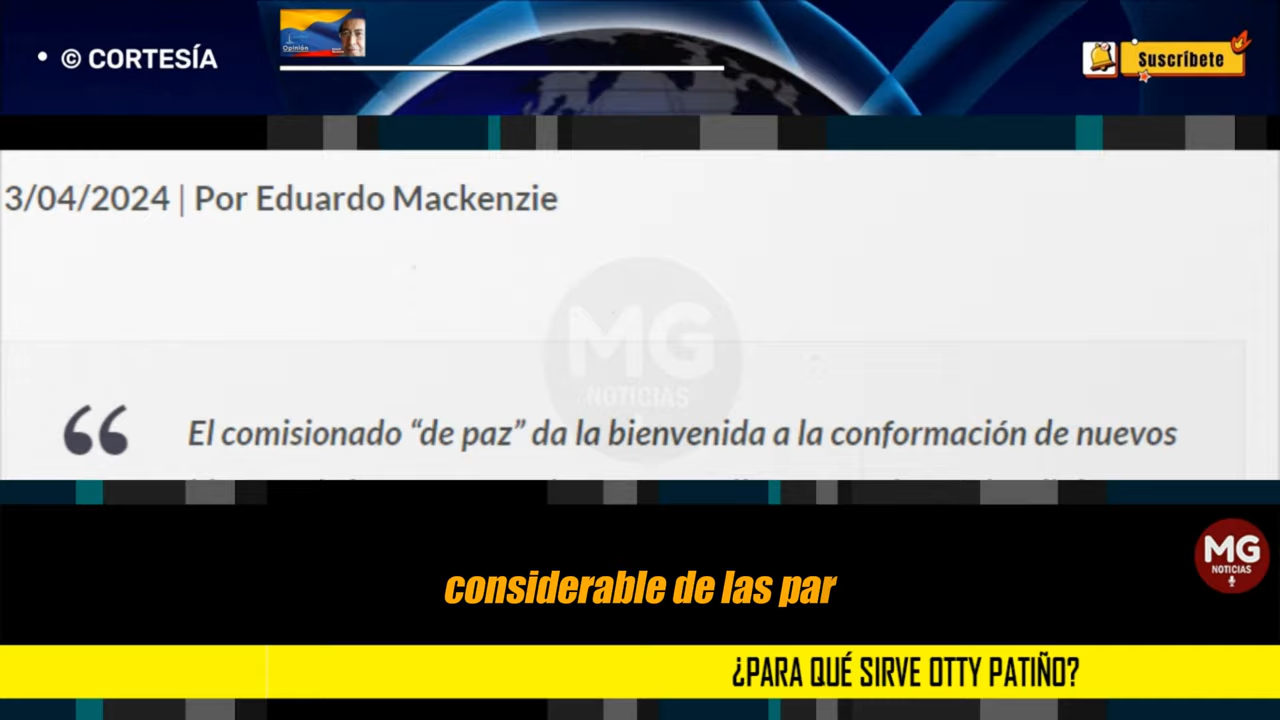 • © CORTESÍA
Opinión
Suscríbete
3/04/2024 | Por Eduardo Mackenzie
MG
NOTICIAS
“ El comisionado “de paz” da la bienvenida a la conformación de nuevos
considerable de las par
MG
NOTICIAS
¿PARA QUÉ SIRVE OTTY PATIÑO?